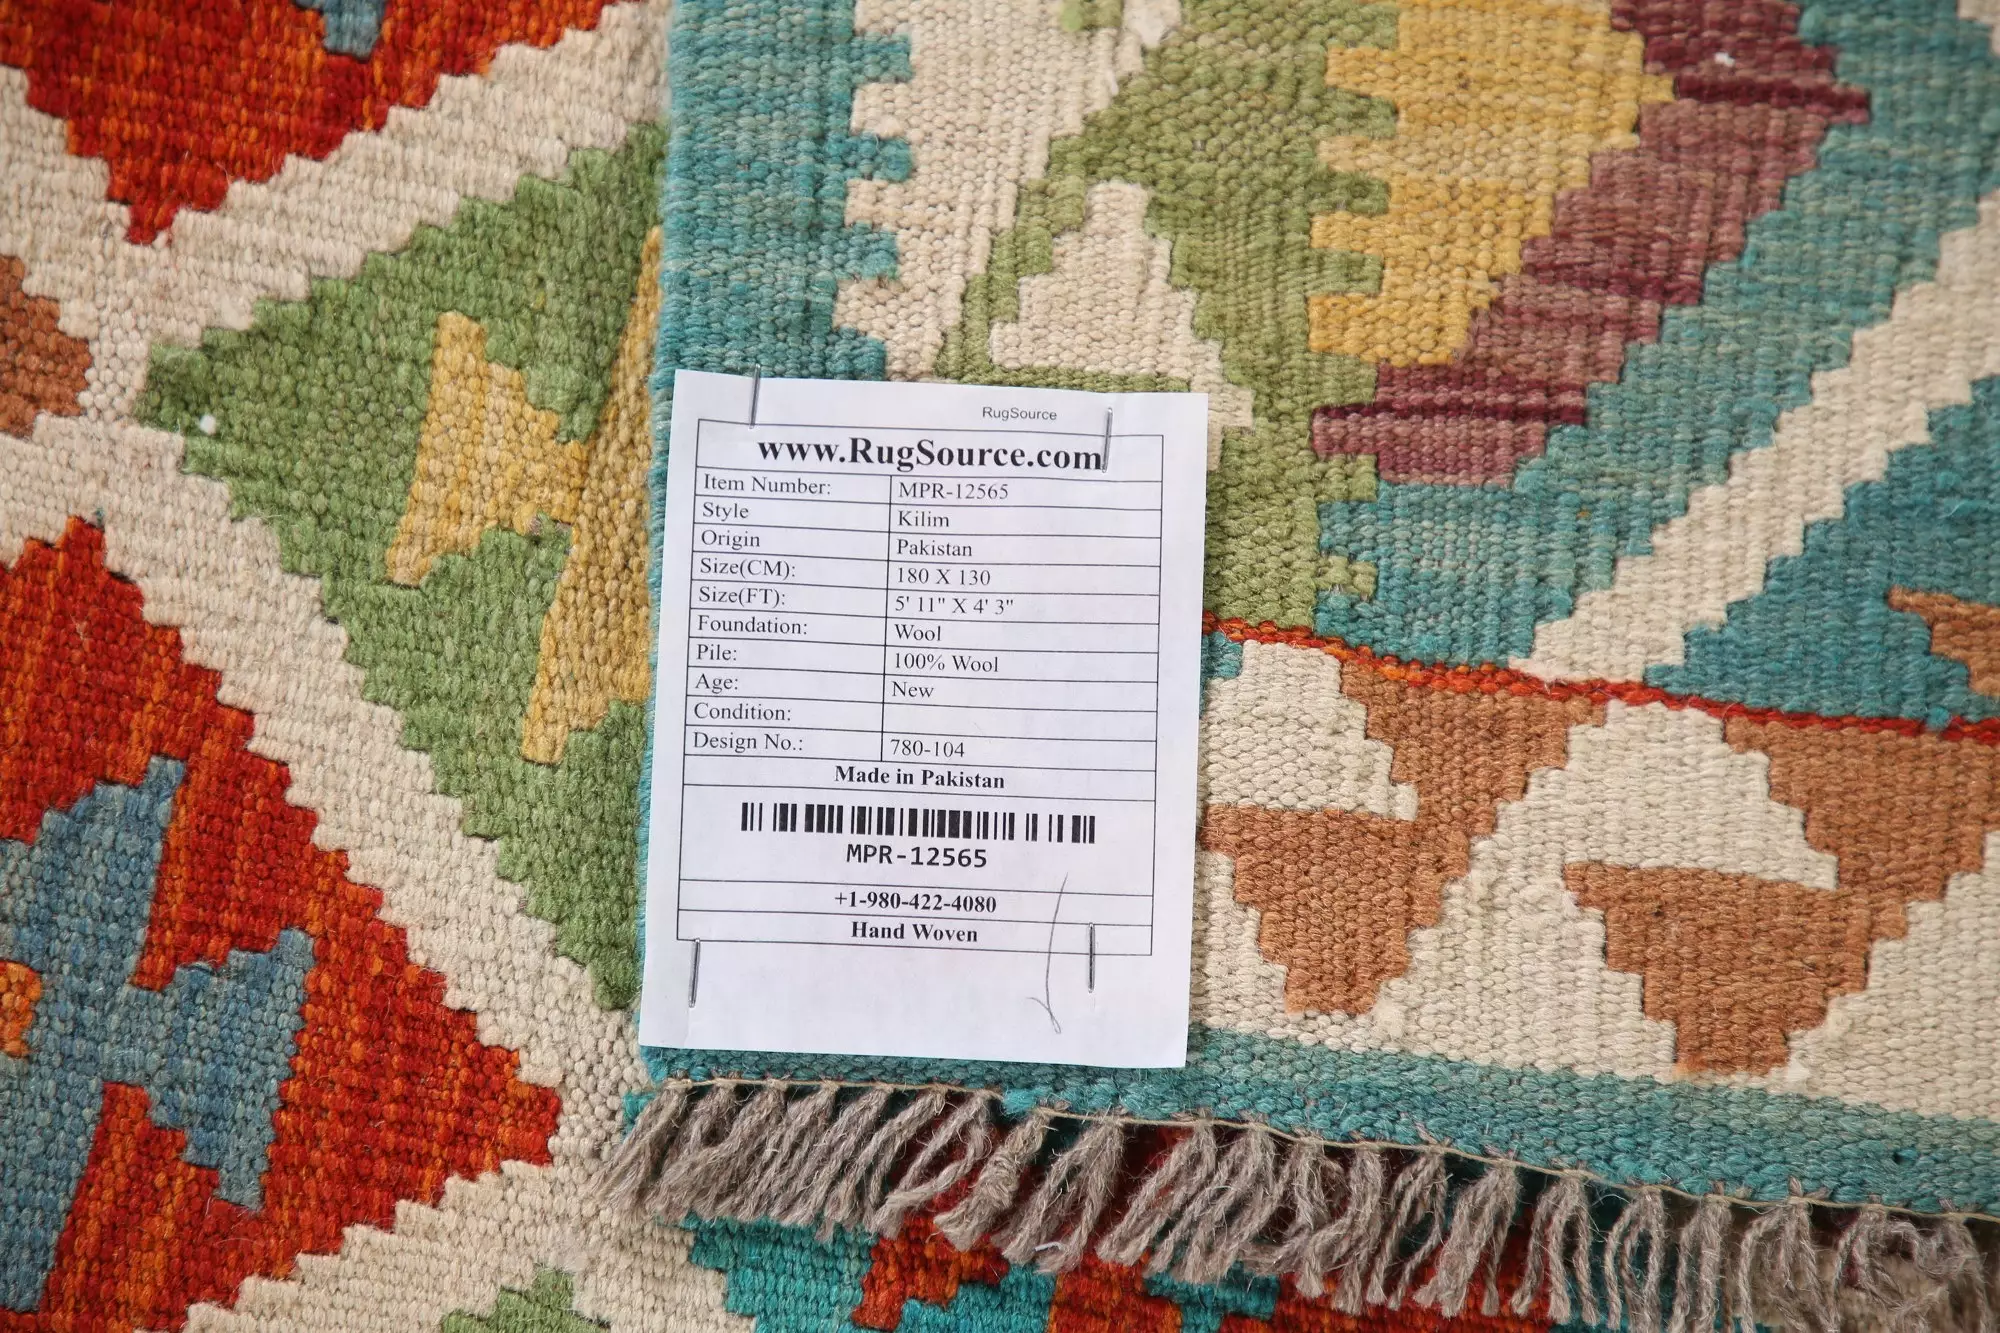 RugSource
www.RugSource.com
Item Number: MPR-12565
Style Kilim
Origin Pakistan
Size(CM): 180 X 130
Size(FT): 5' 11" X 4' 3"
Foundation: Wool
Pile: 100% Wool
Age: New
Condition:
Design No.: 780-104
Made in Pakistan
MPR-12565
+1-980-422-4080
Hand Woven